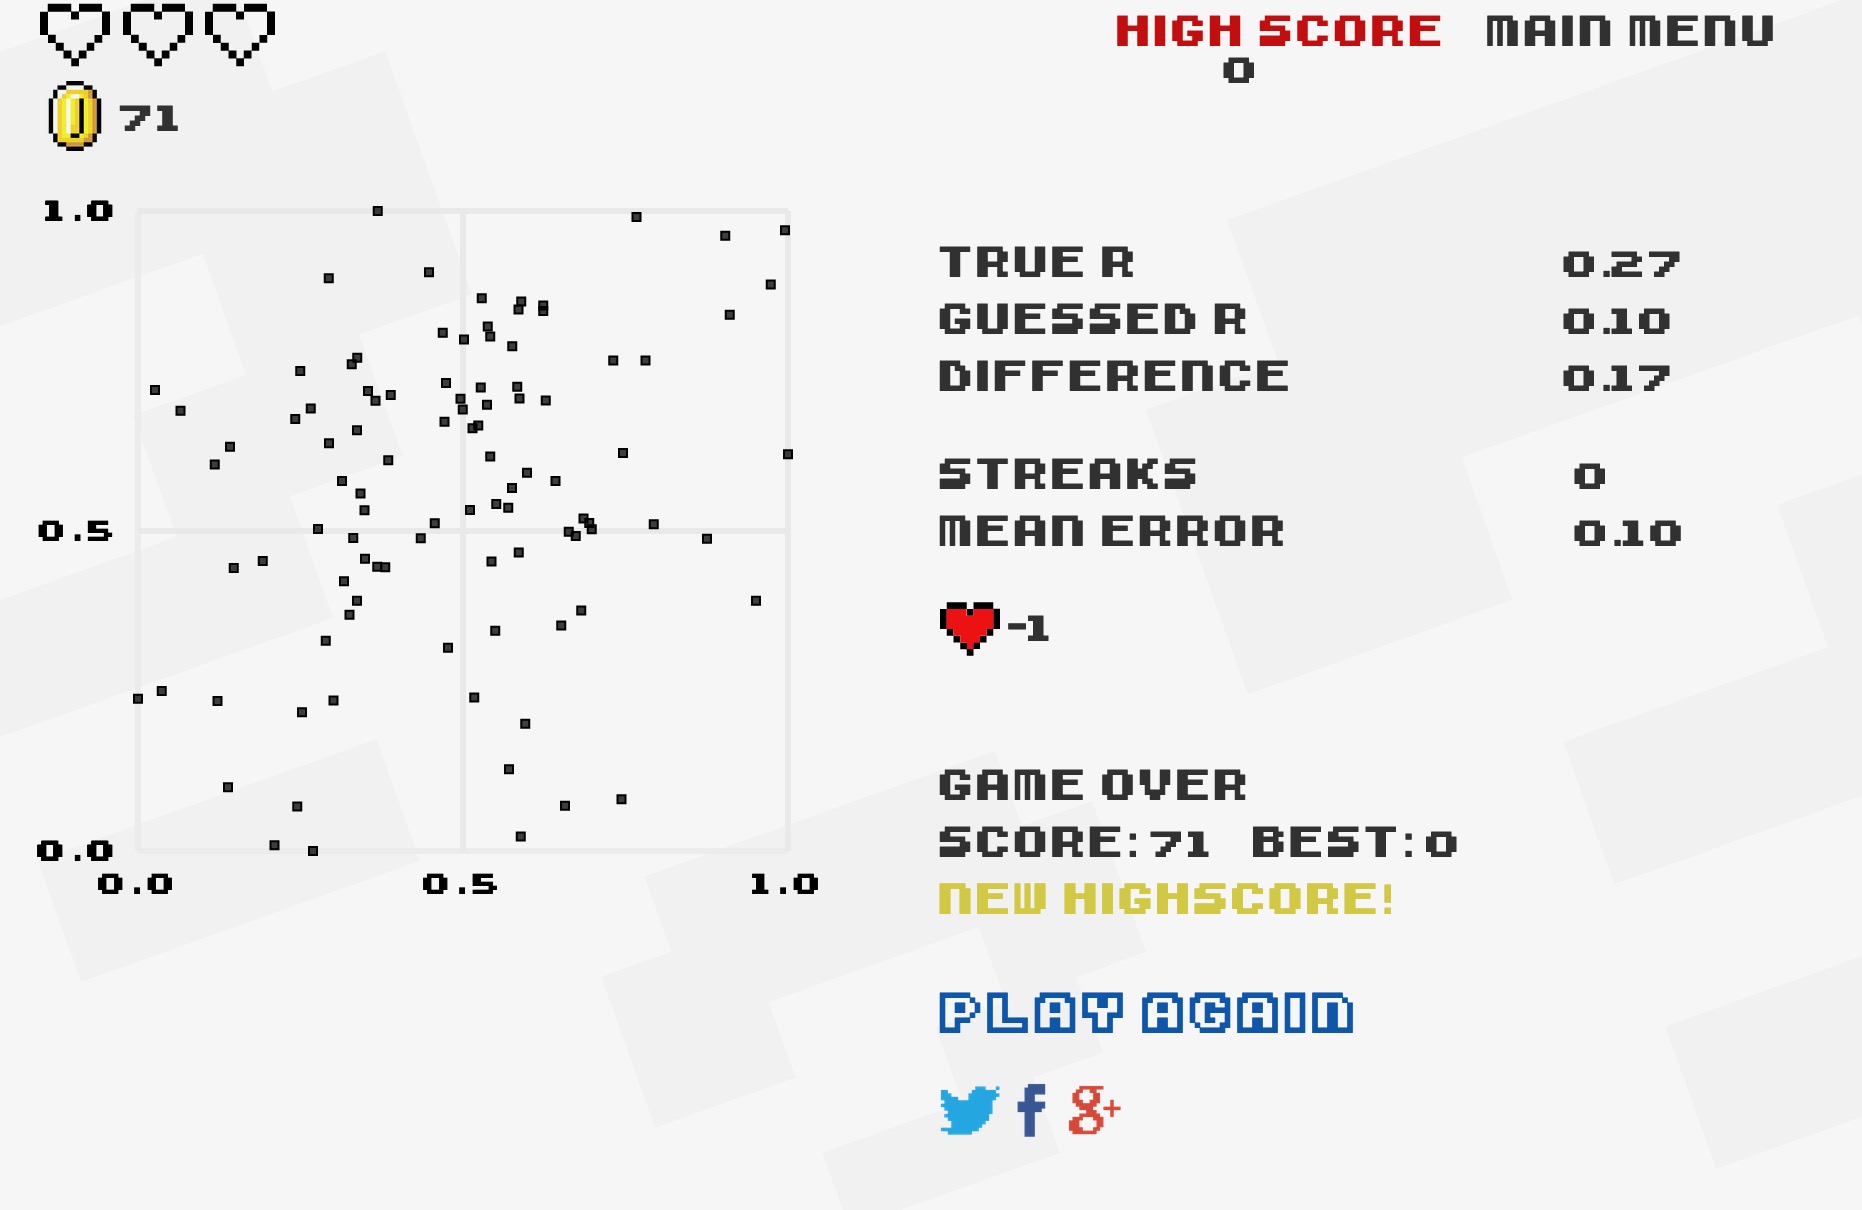 HIGH SCORE MAIN MENU
0
71
1.0
0.5
0.0
0.0 0.5 1.0
TRUE R 0.27
GUESSED R 0.10
DIFFERENCE 0.17
STREAKS 0
MEAN ERROR 0.10
-1
GAME OVER
SCORE: 71 BEST: 0
NEW HIGHSCORE!
PLAY AGAIN
f g+